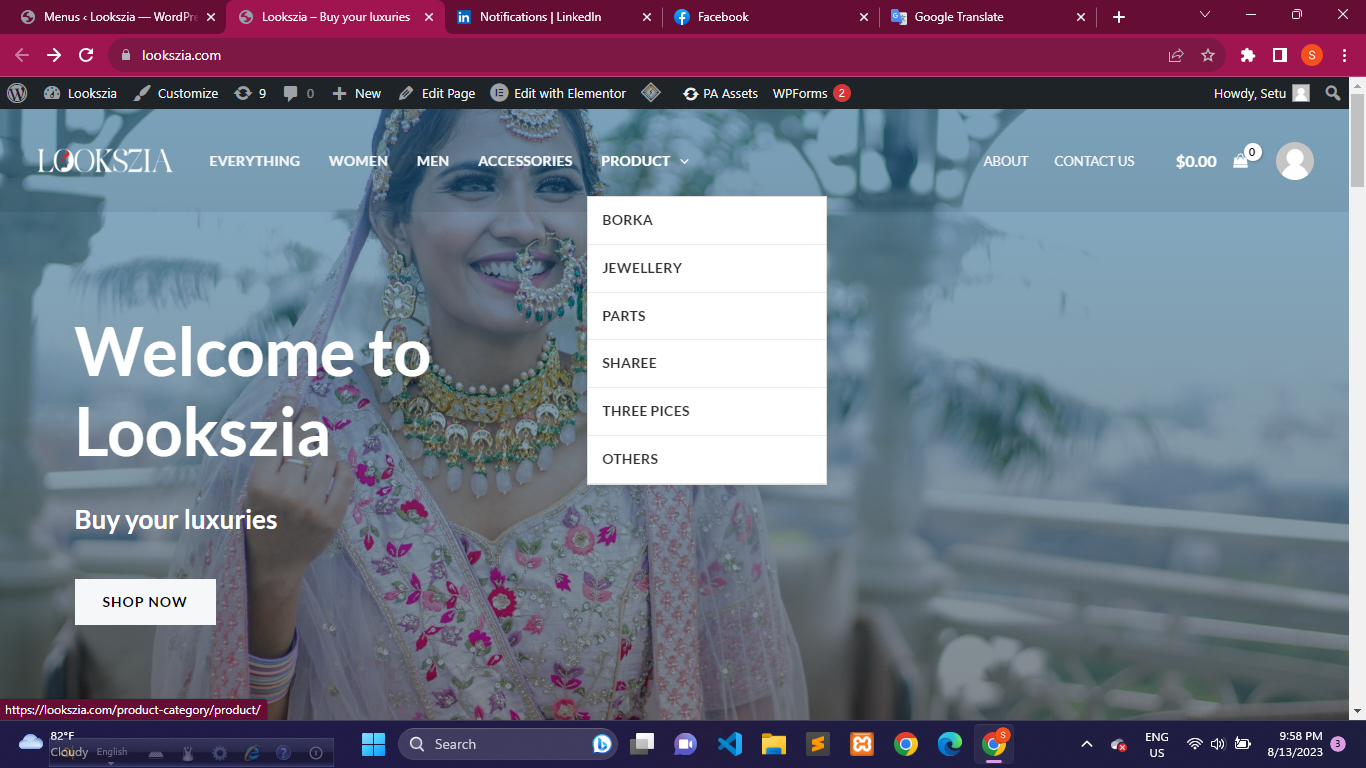 Menus ‹ Lookszia — WordPre
Lookszia – Buy your luxuries
Notifications | LinkedIn
Facebook
Google Translate
lookszia.com
S
Lookszia
Customize
9
0
New
Edit Page
Edit with Elementor
PA Assets
WPForms
2
Howdy, Setu
LOOKSZIA
EVERYTHING
WOMEN
MEN
ACCESSORIES
PRODUCT
ABOUT
CONTACT US
$0.00
0
BORKA
JEWELLERY
PARTS
SHAREE
THREE PICES
OTHERS
Welcome to
Lookszia
Buy your luxuries
SHOP NOW
https://lookszia.com/product-category/product/
82°F
Cloudy
English
Search
S
ENG
US
9:58 PM
8/13/2023
3